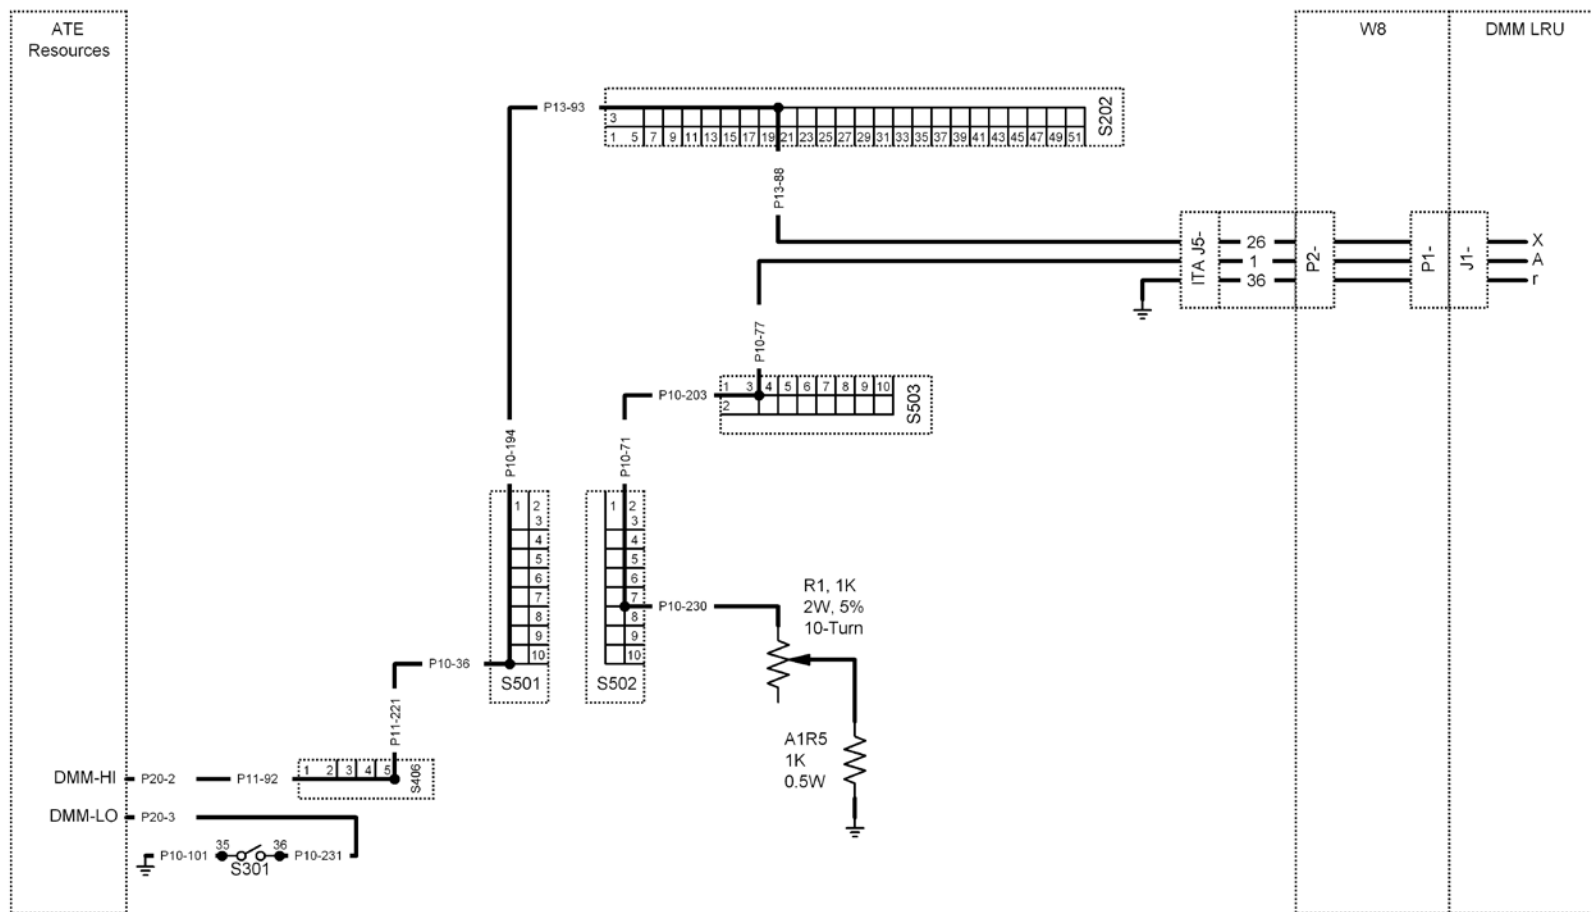 ATE
Resources
W8
DMM LRU
P13-93
3
1 5 7 9 11 13 15 17 19 21 23 25 27 29 31 33 35 37 39 41 43 45 47 49 51
S202
P13-88
ITA J5-
26
1
36
P2-
P1-
J1-
X
A
r
P10-77
P10-203
1 3 4 5 6 7 8 9 10
2
S503
P10-194
P10-71
1 2
3
4
5
6
7
8
9
10
S501
1 2
3
4
5
6
7
8
9
10
S502
P10-230
R1, 1K
2W, 5%
10-Turn
P10-36
P11-221
A1R5
1K
0.5W
DMM-HI
P20-2
P11-92
1 2 3 4 5
S406
DMM-LO
P20-3
P10-101
35
36
S301
P10-231